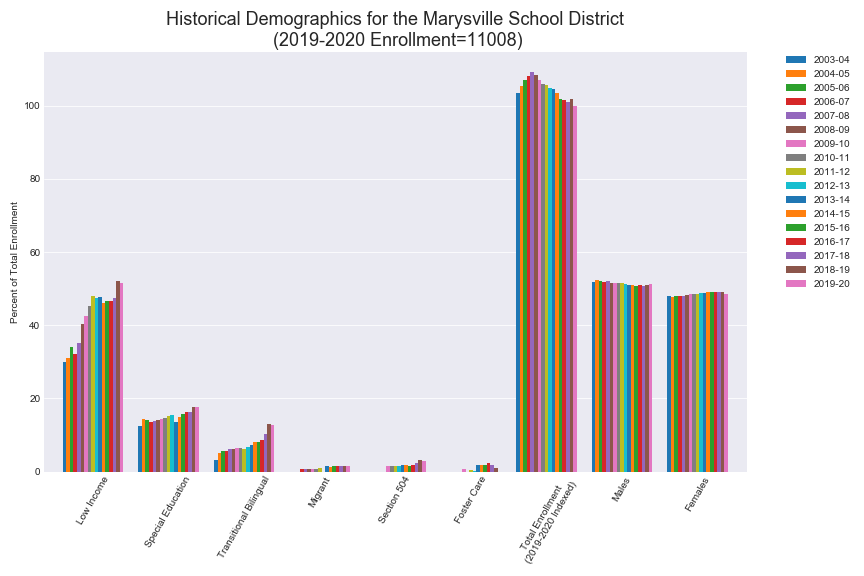 Historical Demographics for the Marysville School District
(2019-2020 Enrollment=11008)
Percent of Total Enrollment
100
80
60
40
20
0
Low Income
Special Education
Transitional Bilingual
Migrant
Section 504
Foster Care
Total Enrollment
(2019-2020 Indexed)
Males
Females
2003-04
2004-05
2005-06
2006-07
2007-08
2008-09
2009-10
2010-11
2011-12
2012-13
2013-14
2014-15
2015-16
2016-17
2017-18
2018-19
2019-20